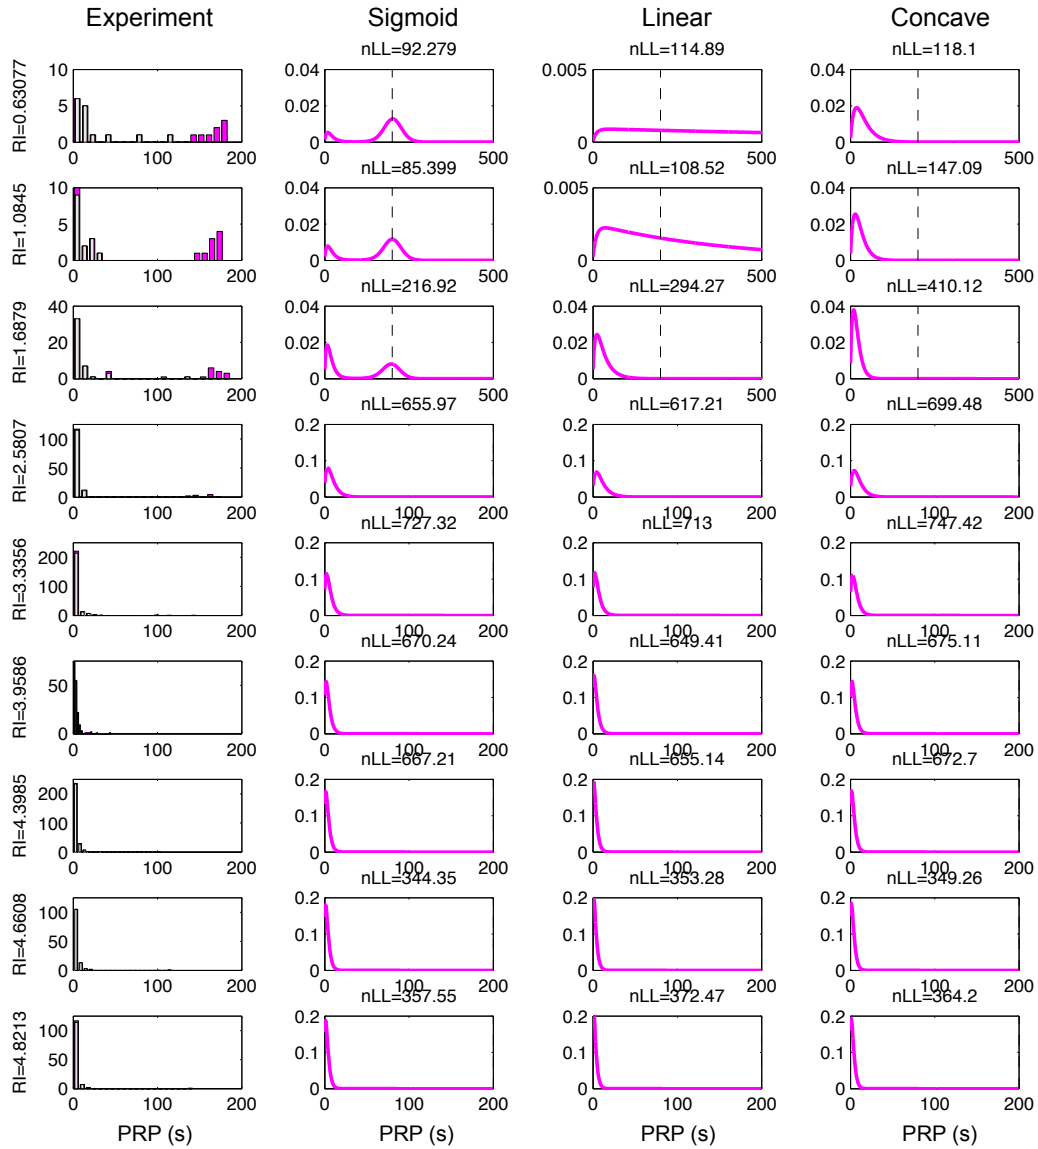 Experiment Sigmoid Linear Concave
nLL=92.279 nLL=114.89 nLL=118.1
RI=0.63077
10 5 0 0 100 200
0.04 0.02 0 0 500
0.005 0 0 500
0.04 0.02 0 0 500
nLL=85.399 nLL=108.52 nLL=147.09
RI=1.0845
10 5 0 0 100 200
0.04 0.02 0 0 500
0.005 0 0 500
0.04 0.02 0 0 500
nLL=216.92 nLL=294.27 nLL=410.12
RI=1.6879
40 20 0 0 100 200
0.04 0.02 0 0 500
0.04 0.02 0 0 500
0.04 0.02 0 0 500
nLL=655.97 nLL=617.21 nLL=699.48
RI=2.5807
100 50 0 0 100 200
0.2 0.1 0 0 100 200
0.2 0.1 0 0 100 200
0.2 0.1 0 0 100 200
nLL=727.32 nLL=713 nLL=747.42
RI=3.3356
200 100 0 0 100 200
0.2 0.1 0 0 100 200
0.2 0.1 0 0 100 200
0.2 0.1 0 0 100 200
nLL=670.24 nLL=649.41 nLL=675.11
RI=3.9586
50 0 0 100 200
0.2 0.1 0 0 100 200
0.2 0.1 0 0 100 200
0.2 0.1 0 0 100 200
nLL=667.21 nLL=655.14 nLL=672.7
RI=4.3985
200 100 0 0 100 200
0.2 0.1 0 0 100 200
0.2 0.1 0 0 100 200
0.2 0.1 0 0 100 200
nLL=344.35 nLL=353.28 nLL=349.26
RI=4.6608
100 50 0 0 100 200
0.2 0.1 0 0 100 200
0.2 0.1 0 0 100 200
0.2 0.1 0 0 100 200
nLL=357.55 nLL=372.47 nLL=364.2
RI=4.8213
100 50 0 0 100 200
0.2 0.1 0 0 100 200
0.2 0.1 0 0 100 200
0.2 0.1 0 0 100 200
PRP (s) PRP (s) PRP (s) PRP (s)